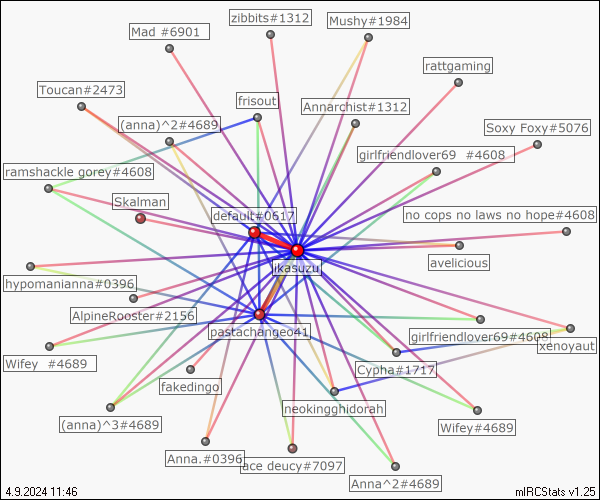 zibbits#1312
Mushy#1984
Mad #6901
rattgaming
Toucan#2473
frisout
Annarchist#1312
(anna)^2#4689
Soxy Foxy#5076
girlfriendlover69 #4608
ramshackle gorey#4608
Skalman
default#0617
no cops no laws no hope#4608
avelicious
likasuzu
hypomanianna#0396
AlpineRooster#2156
pastachangeo41
girlfriendlover69#4608
xenoyaut
Wifey #4689
Cypha#1717
fakedingo
neokingghidorah
(anna)^3#4689
Wifey#4689
Anna.#0396
ace deucy#7097
Anna^2#4689
4.9.2024 11:46
mIRCStats v1.25